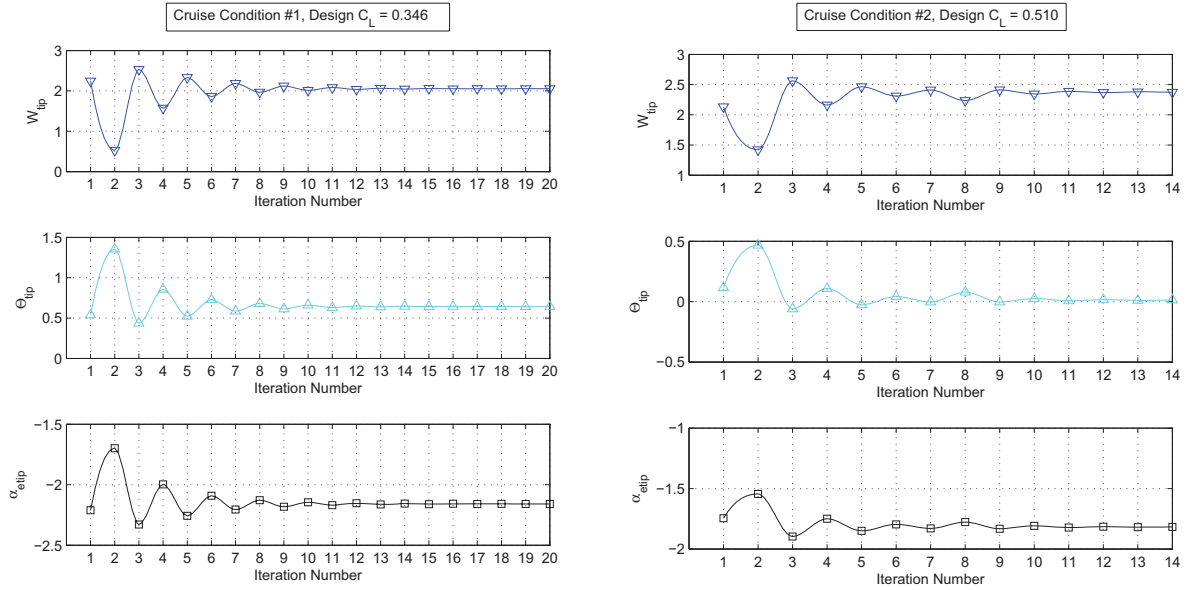 Cruise Condition #1, Design C_L = 0.346
3
2
1
0
W_tip
1 2 3 4 5 6 7 8 9 10 11 12 13 14 15 16 17 18 19 20
Iteration Number
1.5
1
0.5
0
Θ_tip
1 2 3 4 5 6 7 8 9 10 11 12 13 14 15 16 17 18 19 20
Iteration Number
−1.5
−2
−2.5
α_etip
1 2 3 4 5 6 7 8 9 10 11 12 13 14 15 16 17 18 19 20
Iteration Number
Cruise Condition #2, Design C_L = 0.510
3
2.5
2
1.5
1
W_tip
1 2 3 4 5 6 7 8 9 10 11 12 13 14
Iteration Number
0.5
0
−0.5
Θ_tip
1 2 3 4 5 6 7 8 9 10 11 12 13 14
Iteration Number
−1
−1.5
−2
α_etip
1 2 3 4 5 6 7 8 9 10 11 12 13 14
Iteration Number